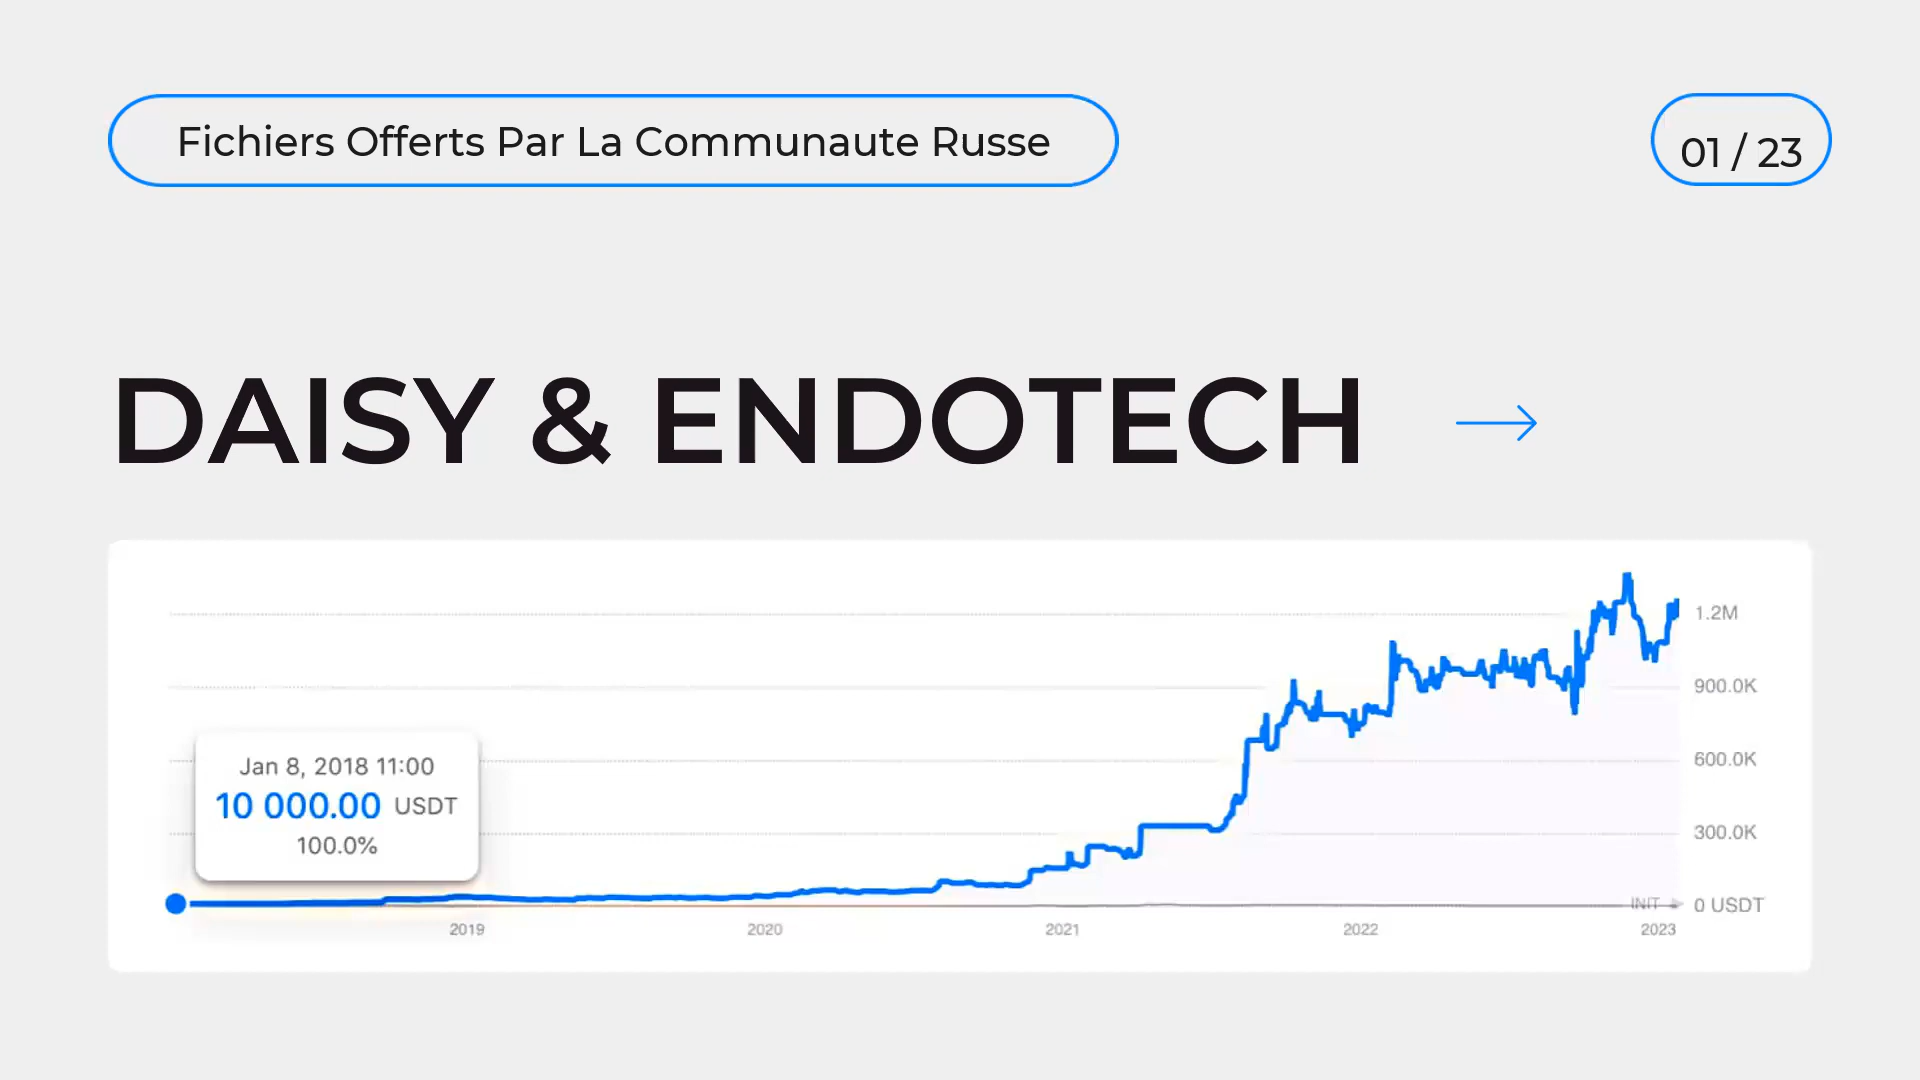 Fichiers Offerts Par La Communaute Russe
01 / 23
DAISY & ENDOTECH
1.2M
900.0K
600.0K
300.0K
0 USDT
INIT
Jan 8, 2018 11:00
10 000.00 USDT
100.0%
2019 2020 2021 2022 2023